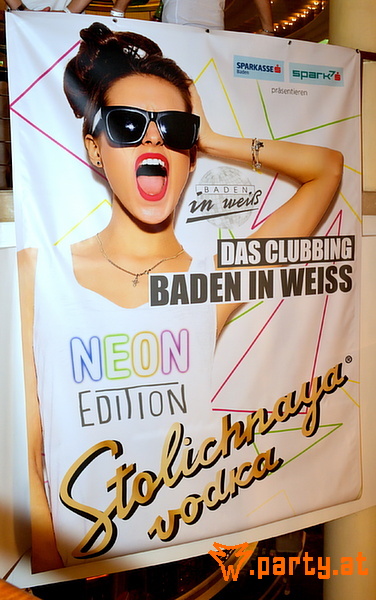 SPARKASSE
Baden
spark7
präsentieren
BADEN
in weiß
DAS CLUBBING
BADEN IN WEISS
NEON
EDITION
Stolichnaya®
vodka
.party.at